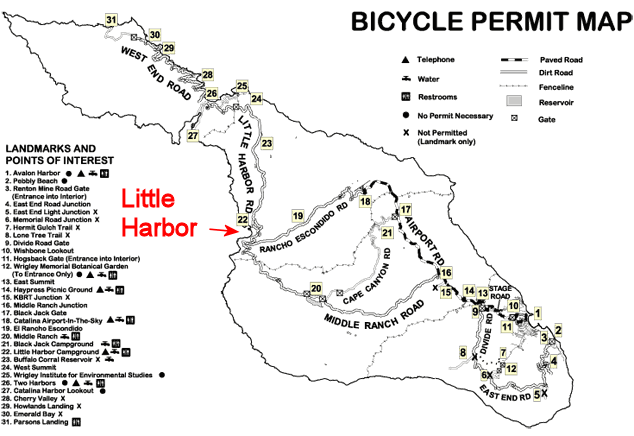 BICYCLE PERMIT MAP
Telephone
Water
Restrooms
No Permit Necessary
Not Permitted
(Landmark only)
Paved Road
Dirt Road
Fenceline
Reservoir
Gate
31
30
29
WEST END ROAD
28
26
25
24
27
LITTLE HARBOR RD
23
22
Little
Harbor
19
RANCHO ESCONDIDO RD
18
17
AIRPORT RD
21
CAPE CANYON RD
20
MIDDLE RANCH ROAD
16
15
14
13
STAGE
ROAD
10
1
9
11
2
3
DIVIDE RD
8
7
12
4
6
EAST END RD
5
LANDMARKS AND
POINTS OF INTEREST
1. Avalon Harbor
2. Pebbly Beach
3. Renton Mine Road Gate
(Entrance into Interior)
4. East End Road Junction
5. East End Light Junction X
6. Memorial Road Junction X
7. Hermit Gulch Trail X
8. Lone Tree Trail X
9. Divide Road Gate
10. Wishbone Lookout
11. Hogsback Gate (Entrance into Interior)
12. Wrigley Memorial Botanical Garden
(To Entrance Only)
13. East Summit
14. Haypress Picnic Ground
15. KBRT Junction X
16. Middle Ranch Junction
17. Black Jack Gate
18. Catalina Airport-In-The-Sky
19. El Rancho Escondido
20. Middle Ranch
21. Black Jack Campground
22. Little Harbor Campground
23. Buffalo Corral Reservoir X
24. West Summit
25. Wrigley Institute for Environmental Studies
26. Two Harbors
27. Catalina Harbor Lookout
28. Cherry Valley X
29. Howlands Landing X
30. Emerald Bay X
31. Parsons Landing